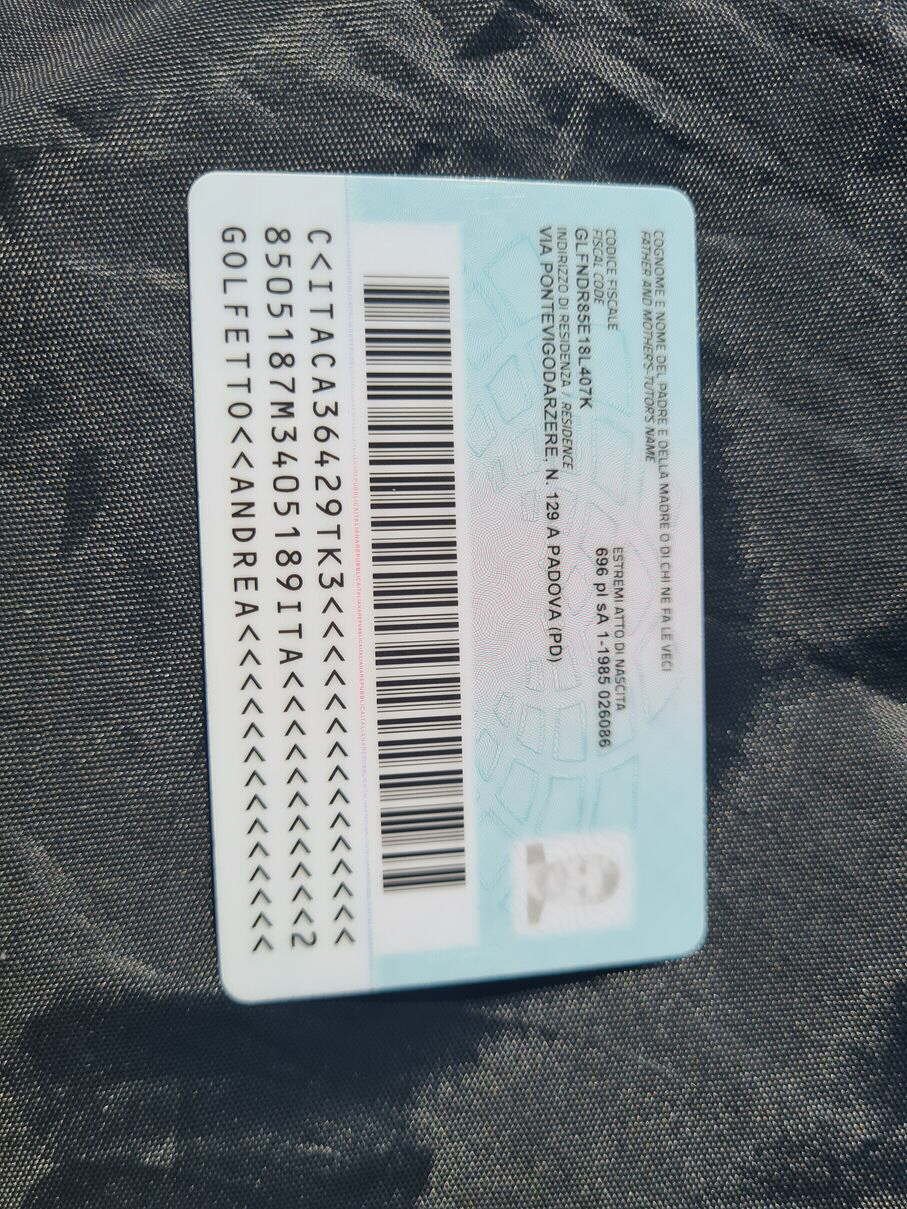 COGNOME E NOME DEL PADRE E DELLA MADRE O DI CHI NE FA LE VECI
FATHER AND MOTHER'S-TUTOR'S NAME
CODICE FISCALE
FISCAL CODE
GLFNDR85E18L407K
ESTREMI ATTO DI NASCITA
696 pI sA 1-1985 026086
INDIRIZZO DI RESIDENZA / RESIDENCE
VIA PONTEVIGODARZERE, N. 129 A PADOVA (PD)
C<ITACA36429TK3<<<<<<<<<<<<<<<
8505187M3405189ITA<<<<<<<<<<<2
GOLFETTO<<ANDREA<<<<<<<<<<<<<<